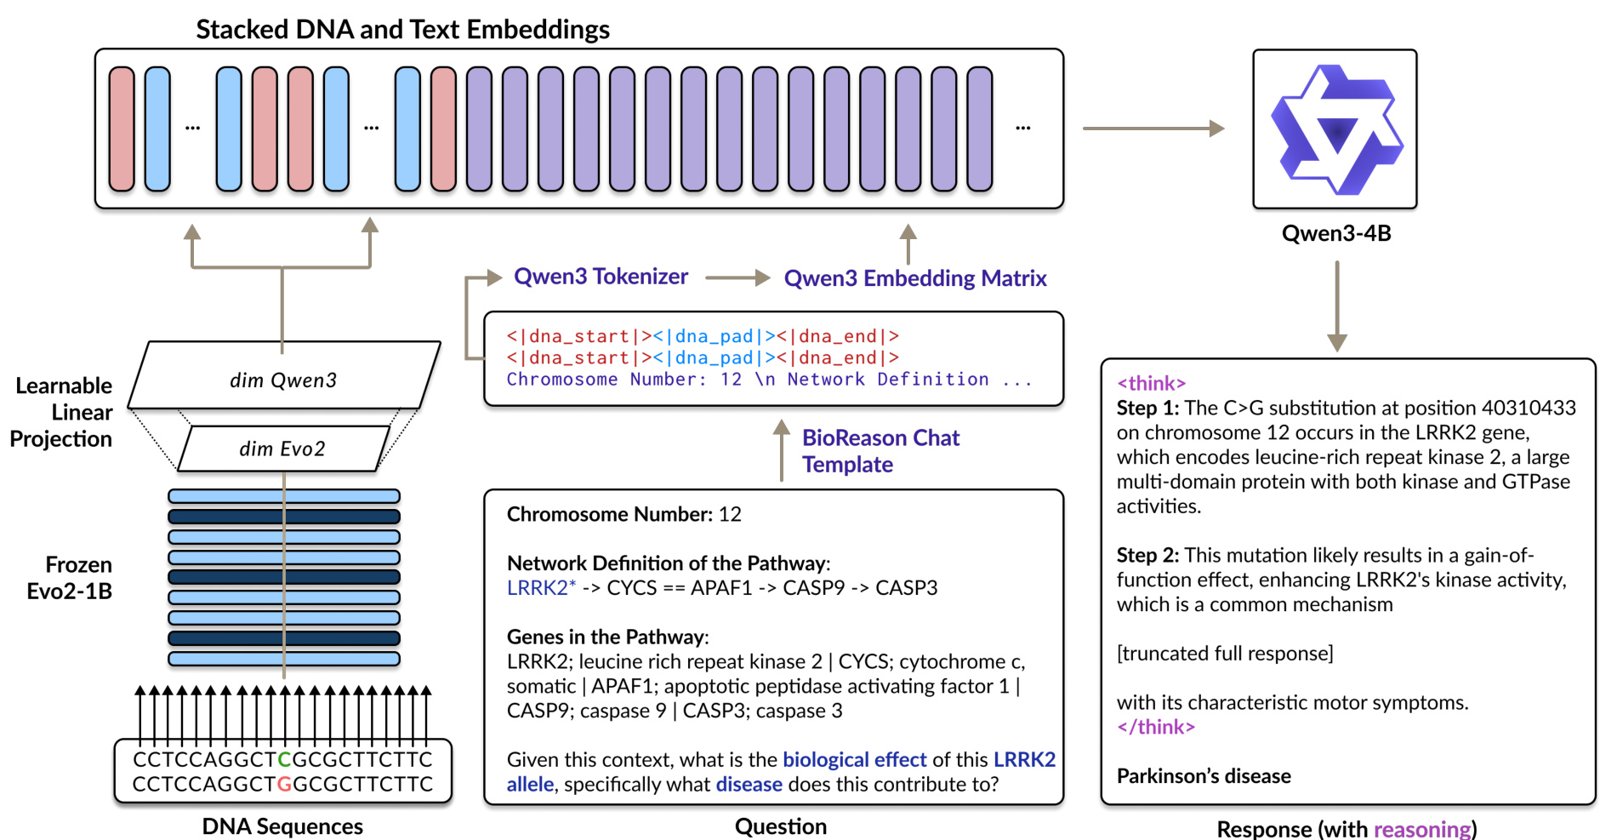 Stacked DNA and Text Embeddings
...
...
...
Qwen3-4B
Qwen3 Tokenizer
Qwen3 Embedding Matrix
<|dna_start|><|dna_pad|><|dna_end|>
<|dna_start|><|dna_pad|><|dna_end|>
Chromosome Number: 12 \n Network Definition ...
BioReason Chat
Template
Learnable
Linear
Projection
dim Qwen3
dim Evo2
Frozen
Evo2-1B
CCTCCAGGCTCGCGCTTCTTC
CCTCCAGGCTGGCGCTTCTTC
DNA Sequences
Chromosome Number: 12
Network Definition of the Pathway:
LRRK2* -> CYCS == APAF1 -> CASP9 -> CASP3
Genes in the Pathway:
LRRK2; leucine rich repeat kinase 2 | CYCS; cytochrome c,
somatic | APAF1; apoptotic peptidase activating factor 1 |
CASP9; caspase 9 | CASP3; caspase 3
Given this context, what is the biological effect of this LRRK2
allele, specifically what disease does this contribute to?
Question
<think>
Step 1: The C>G substitution at position 40310433
on chromosome 12 occurs in the LRRK2 gene,
which encodes leucine-rich repeat kinase 2, a large
multi-domain protein with both kinase and GTPase
activities.
Step 2: This mutation likely results in a gain-of-
function effect, enhancing LRRK2's kinase activity,
which is a common mechanism
[truncated full response]
with its characteristic motor symptoms.
</think>
Parkinson's disease
Response (with reasoning)